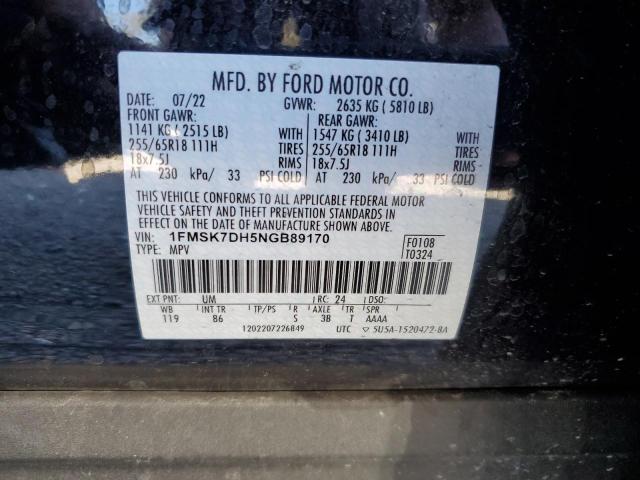 MFD. BY FORD MOTOR CO.
DATE: 07/22 GVWR: 2635 KG ( 5810 LB)
FRONT GAWR: REAR GAWR:
1141 KG ( 2515 LB) WITH 1547 KG ( 3410 LB) WITH
255/65R18 111H TIRES 255/65R18 111H TIRES
18x7.5J RIMS 18x7.5J RIMS
AT 230 kPa/ 33 PSI COLD AT 230 kPa/ 33 PSI COLD
THIS VEHICLE CONFORMS TO ALL APPLICABLE FEDERAL MOTOR
VEHICLE SAFETY AND THEFT PREVENTION STANDARDS IN
EFFECT ON THE DATE OF MANUFACTURE SHOWN ABOVE.
VIN: 1FMSK7DH5NGB89170 F0108
TYPE: MPV T0324
EXT PNT: UM RC: 24 DSO:
WB INT TR TP/PS R AXLE TR SPR
119 86 S 3B T AAAA
1202207226849 UTC ▽ 5U5A-1520472-BA